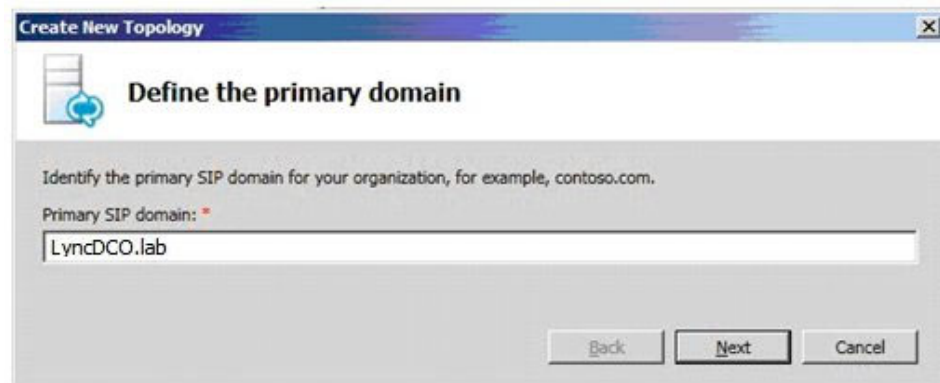 Create New Topology
Define the primary domain
Identify the primary SIP domain for your organization, for example, contoso.com.
Primary SIP domain: *
LyncDCO.lab
Back Next Cancel